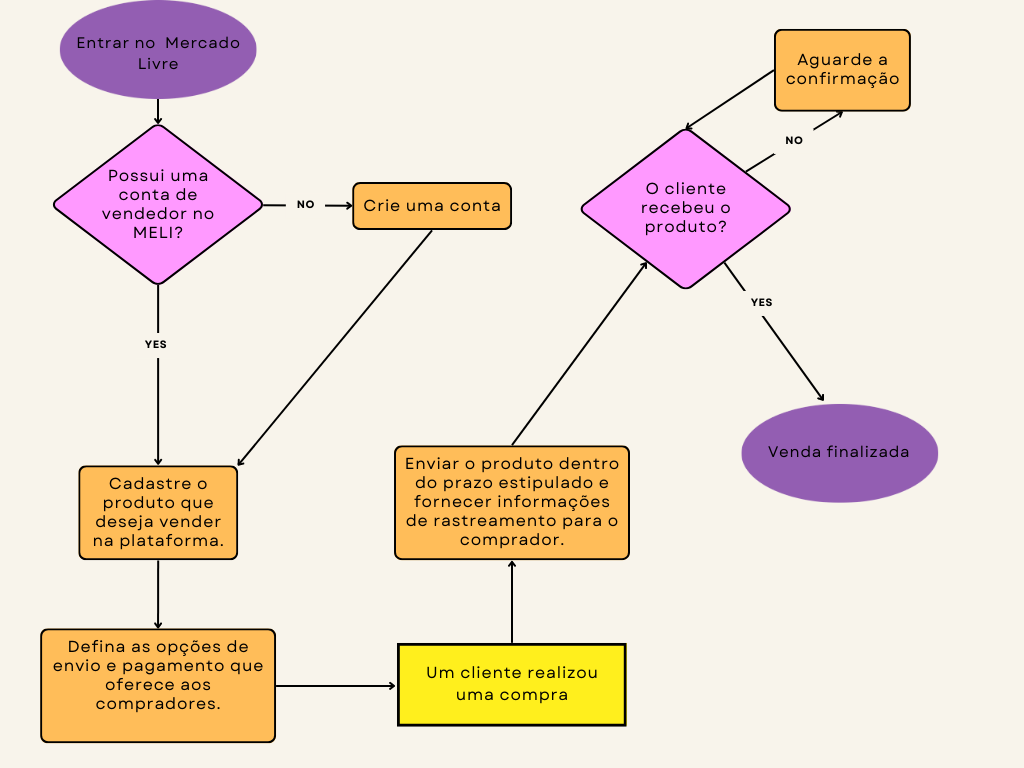 Entrar no Mercado
Livre
Possui uma
conta de
vendedor no
MELI?
NO
Crie uma conta
YES
Cadastre o
produto que
deseja vender
na plataforma.
Defina as opções de
envio e pagamento que
oferece aos
compradores.
Um cliente realizou
uma compra
Enviar o produto dentro
do prazo estipulado e
fornecer informações
de rastreamento para o
comprador.
O cliente
recebeu o
produto?
NO
Aguarde a
confirmação
YES
Venda finalizada